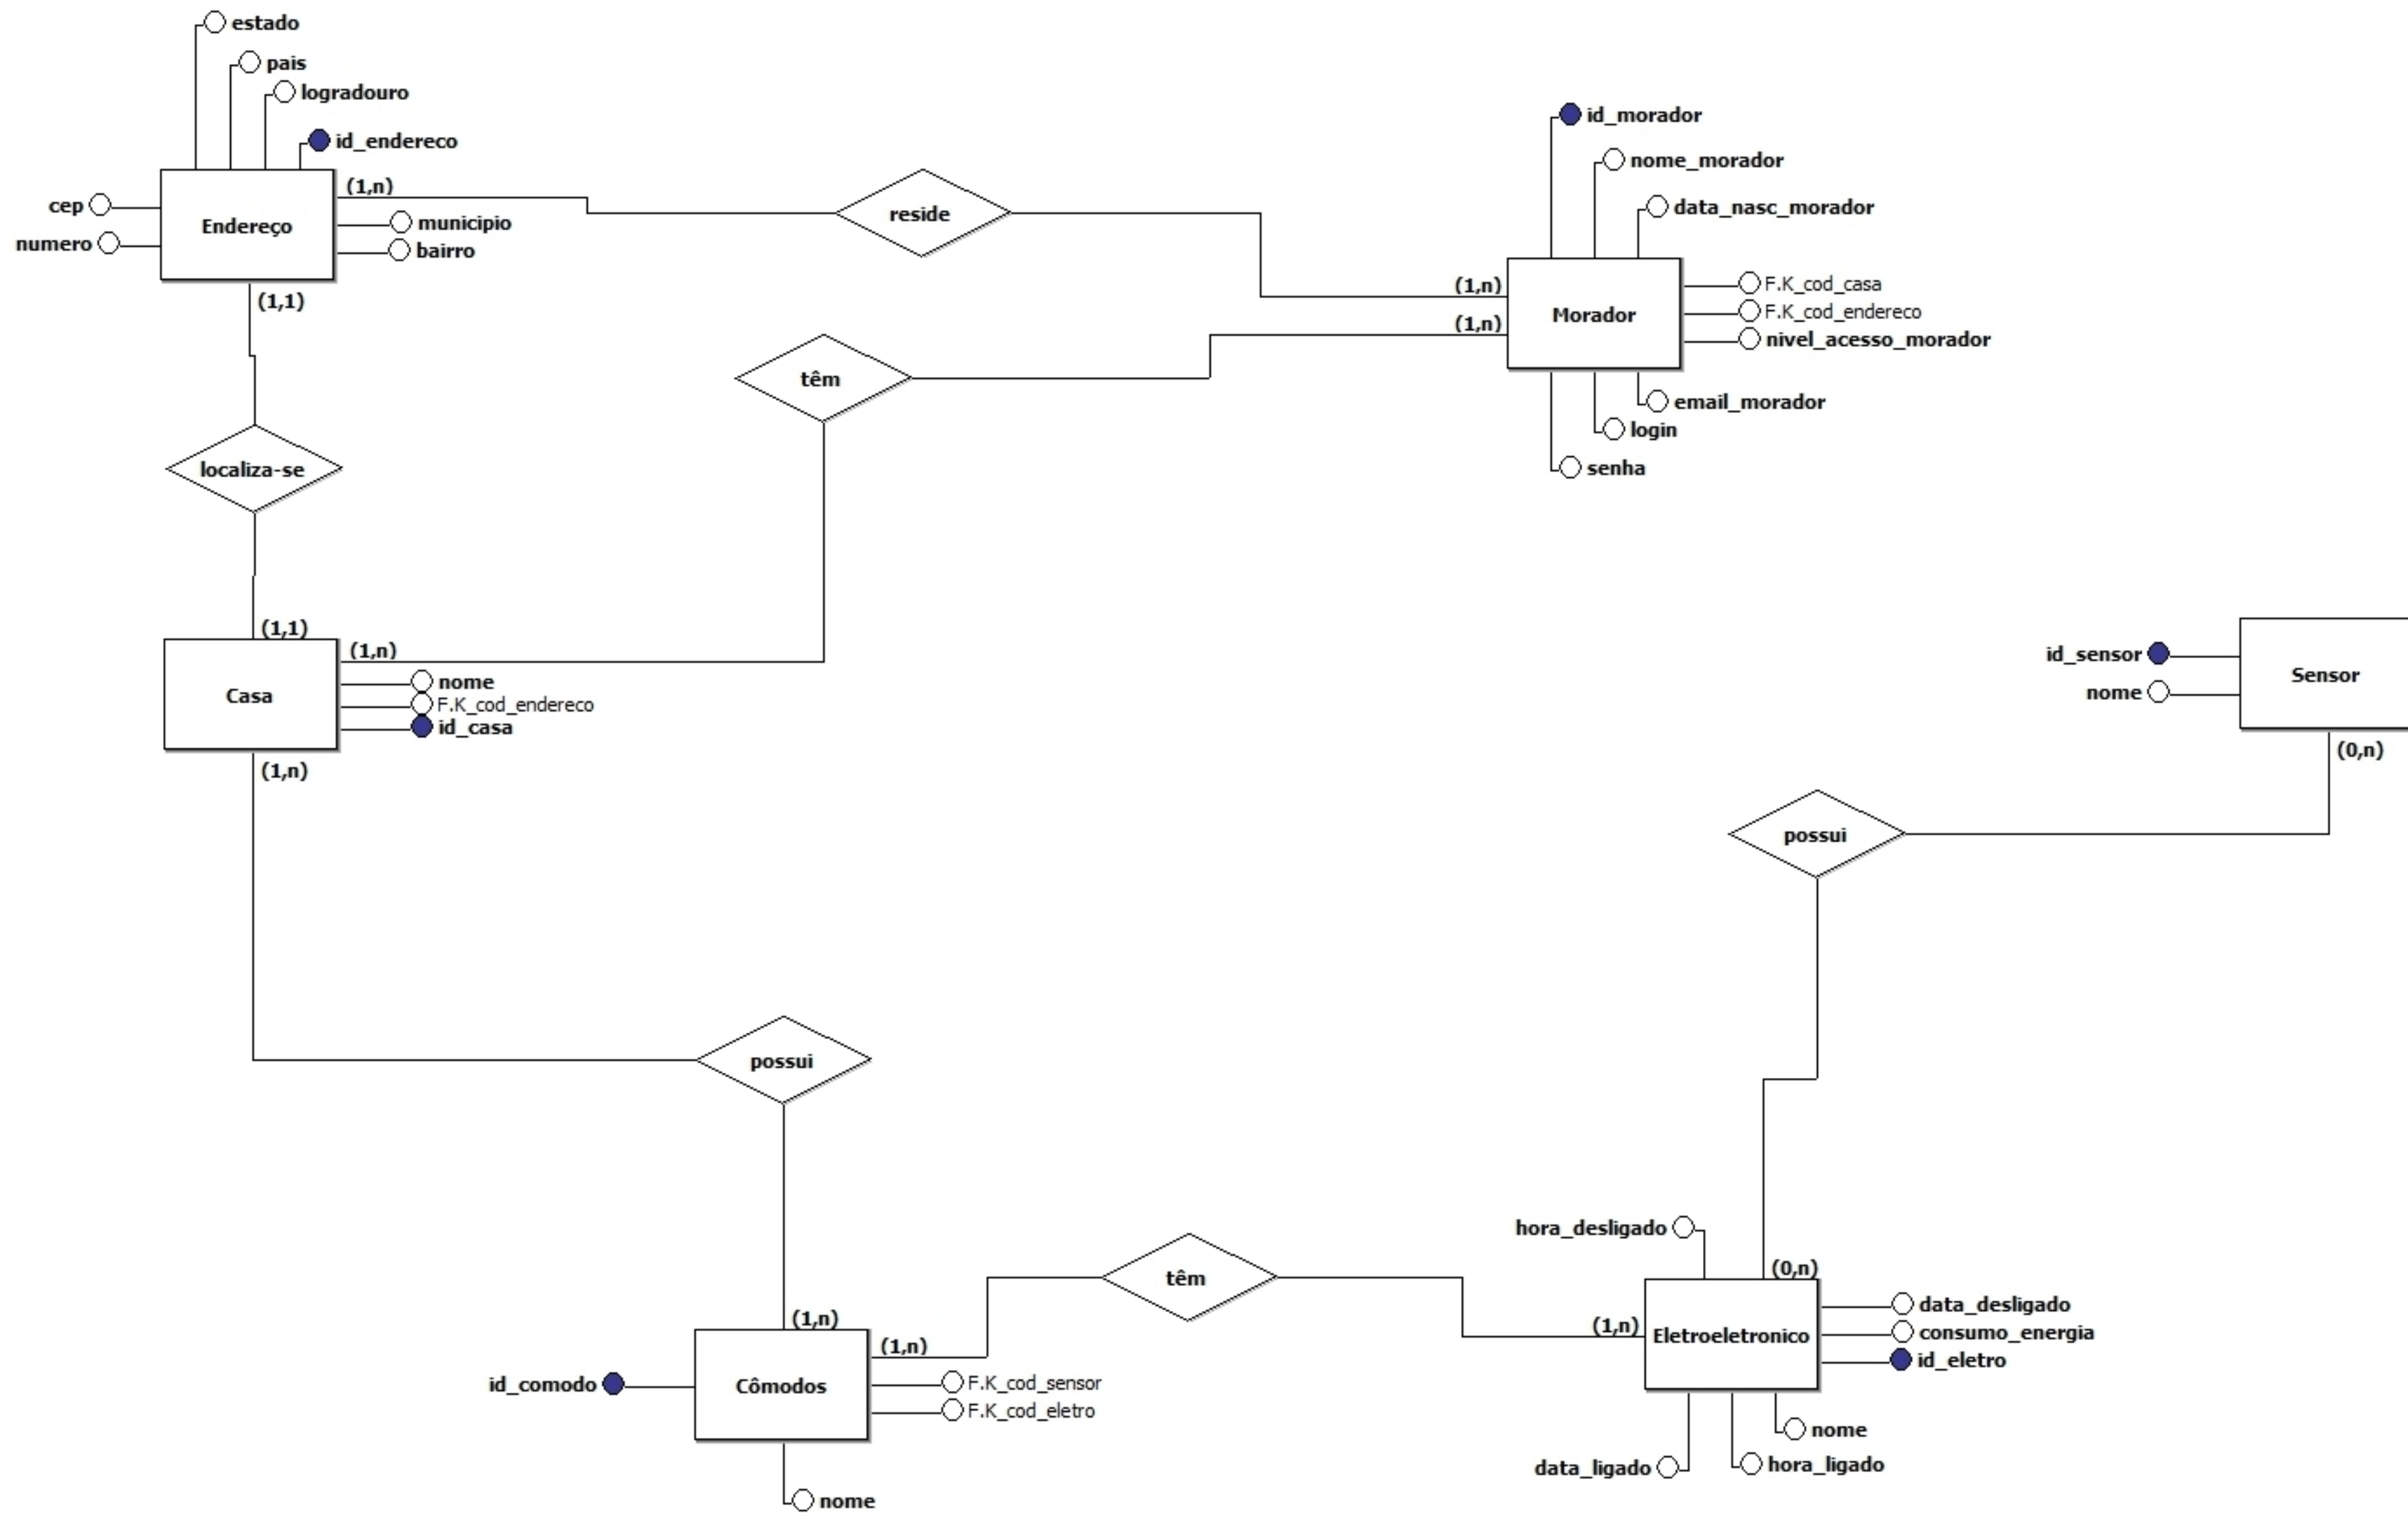 estado
pais
logradouro
id_endereco
cep
numero
Endereço
(1,n)
municipio
bairro
(1,1)
reside
id_morador
nome_morador
data_nasc_morador
(1,n)
(1,n)
Morador
F.K_cod_casa
F.K_cod_endereco
nivel_acesso_morador
email_morador
login
senha
têm
localiza-se
(1,1)
(1,n)
Casa
nome
F.K_cod_endereco
id_casa
(1,n)
id_sensor
nome
Sensor
(0,n)
possui
possui
têm
(1,n)
(1,n)
id_comodo
Cômodos
F.K_cod_sensor
F.K_cod_eletro
nome
hora_desligado
(0,n)
(1,n)
Eletroeletronico
data_desligado
consumo_energia
id_eletro
nome
hora_ligado
data_ligado